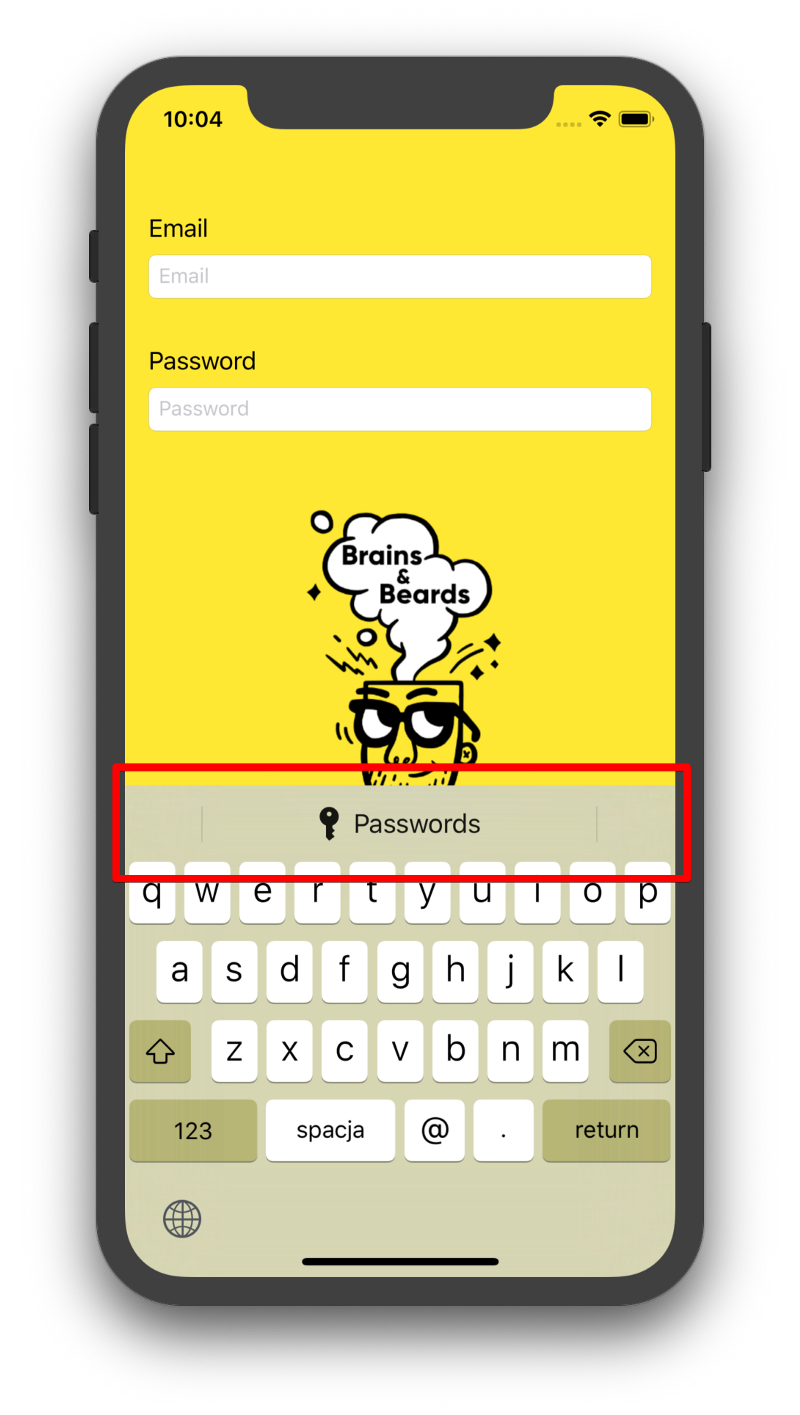 10:04
Email
Email
Password
Password
Brains
&
Beards
Passwords
q w e r t y u i o p
a s d f g h j k l
z x c v b n m
123 spacja @ . return